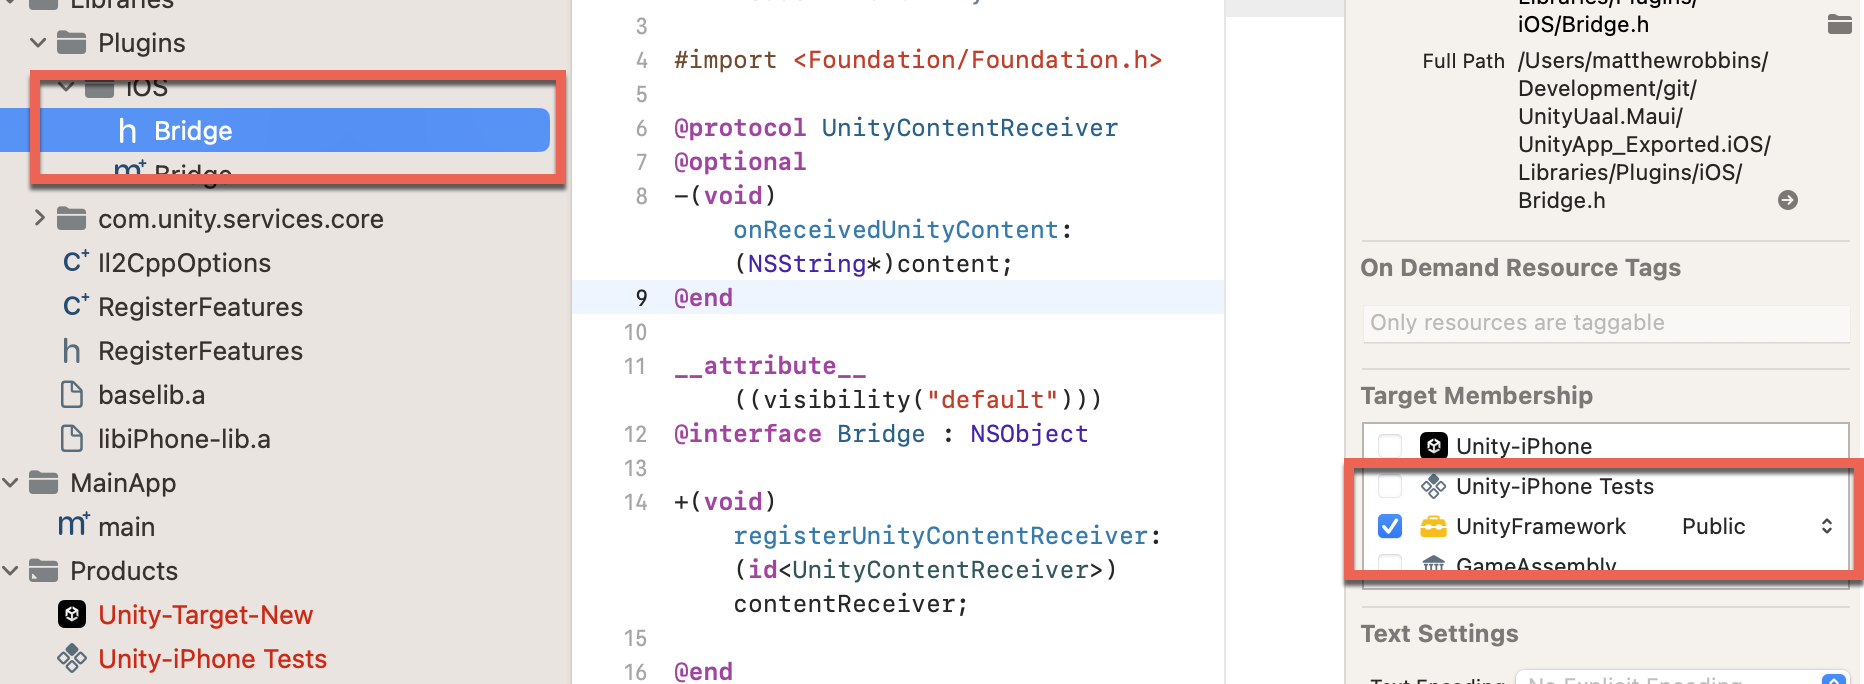 Libraries
Plugins
iOS
h Bridge
m+ Bridge
com.unity.services.core
C+ Il2CppOptions
C+ RegisterFeatures
h RegisterFeatures
baselib.a
libiPhone-lib.a
MainApp
m+ main
Products
Unity-Target-New
Unity-iPhone Tests
3
4 #import <Foundation/Foundation.h>
5
6 @protocol UnityContentReceiver
7 @optional
8 -(void)
onReceivedUnityContent:
(NSString*)content;
9 @end
10
11 __attribute__
((visibility("default")))
12 @interface Bridge : NSObject
13
14 +(void)
registerUnityContentReceiver:
(id<UnityContentReceiver>)
contentReceiver;
15
16 @end
Libraries/Plugins/
iOS/Bridge.h
Full Path /Users/matthewrobbins/
Development/git/
UnityUaal.Maui/
UnityApp_Exported.iOS/
Libraries/Plugins/iOS/
Bridge.h
On Demand Resource Tags
Only resources are taggable
Target Membership
Unity-iPhone
Unity-iPhone Tests
UnityFramework Public
GameAssembly
Text Settings
Text Encoding No Explicit Encoding